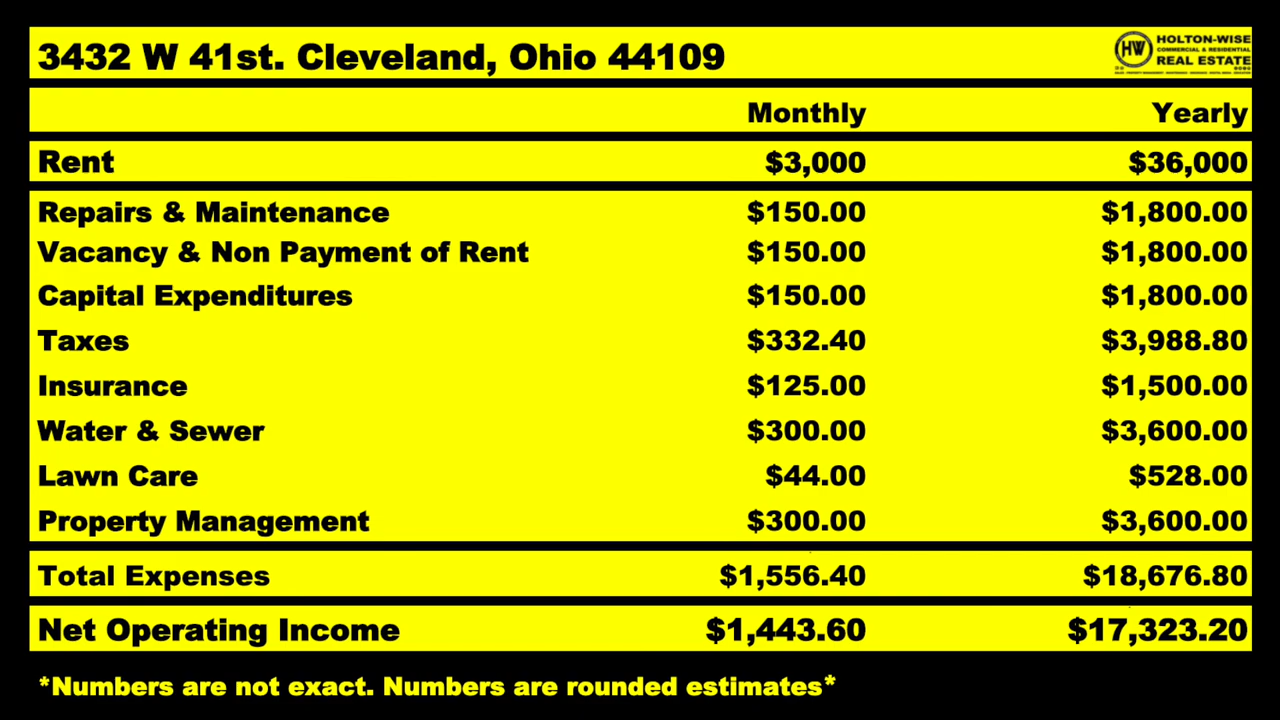 3432 W 41st. Cleveland, Ohio 44109
HOLTON-WISE
COMMERCIAL & RESIDENTIAL
REAL ESTATE
HW
Monthly Yearly
Rent $3,000 $36,000
Repairs & Maintenance $150.00 $1,800.00
Vacancy & Non Payment of Rent $150.00 $1,800.00
Capital Expenditures $150.00 $1,800.00
Taxes $332.40 $3,988.80
Insurance $125.00 $1,500.00
Water & Sewer $300.00 $3,600.00
Lawn Care $44.00 $528.00
Property Management $300.00 $3,600.00
Total Expenses $1,556.40 $18,676.80
Net Operating Income $1,443.60 $17,323.20
*Numbers are not exact. Numbers are rounded estimates*